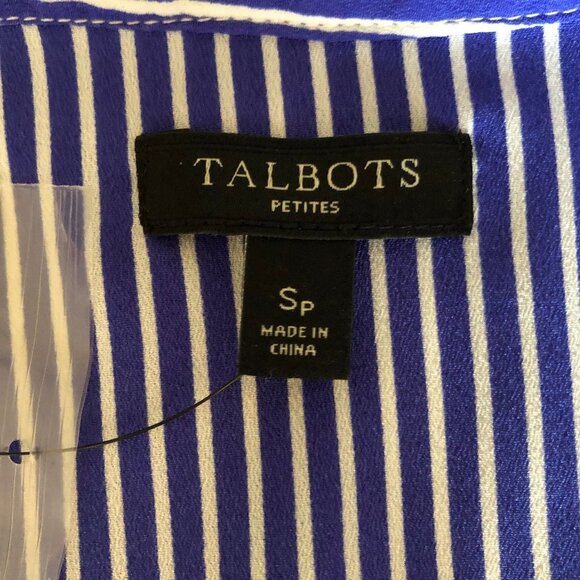 TALBOTS
PETITES
SP
MADE IN
CHINA